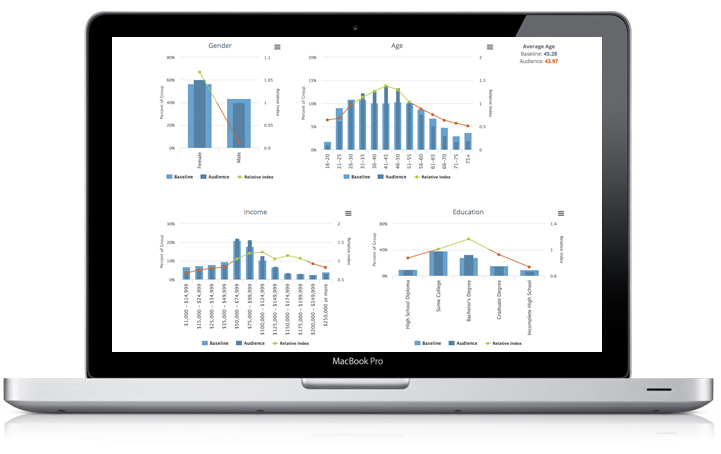 Gender
80%
60%
40%
20%
0%
Percent of Group
1.1
1.05
1
0.95
0.9
Relative Index
Female
Male
Baseline Audience Relative Index
Age
20%
15%
10%
5%
0%
Percent of Group
2
1.5
1
0.5
0
Relative Index
16-20
21-25
26-30
31-35
36-40
41-45
46-50
51-55
56-60
61-65
66-70
71-75
75+
Baseline Audience Relative Index
Average Age
Baseline: 45.28
Audience: 43.97
Income
30%
20%
10%
0%
Percent of Group
2
1.5
1
0.5
Relative Index
$1,000 - $14,999
$15,000 - $24,999
$25,000 - $34,999
$35,000 - $49,999
$50,000 - $74,999
$75,000 - $99,999
$100,000 - $124,999
$125,000 - $149,999
$150,000 - $174,999
$175,000 - $199,999
$200,000 - $249,999
$250,000 or more
Baseline Audience Relative Index
Education
80%
40%
0%
Percent of Group
1.4
1
0.6
Relative Index
High School Diploma
Some College
Bachelor's Degree
Graduate Degree
Incomplete High School
Baseline Audience Relative Index
MacBook Pro